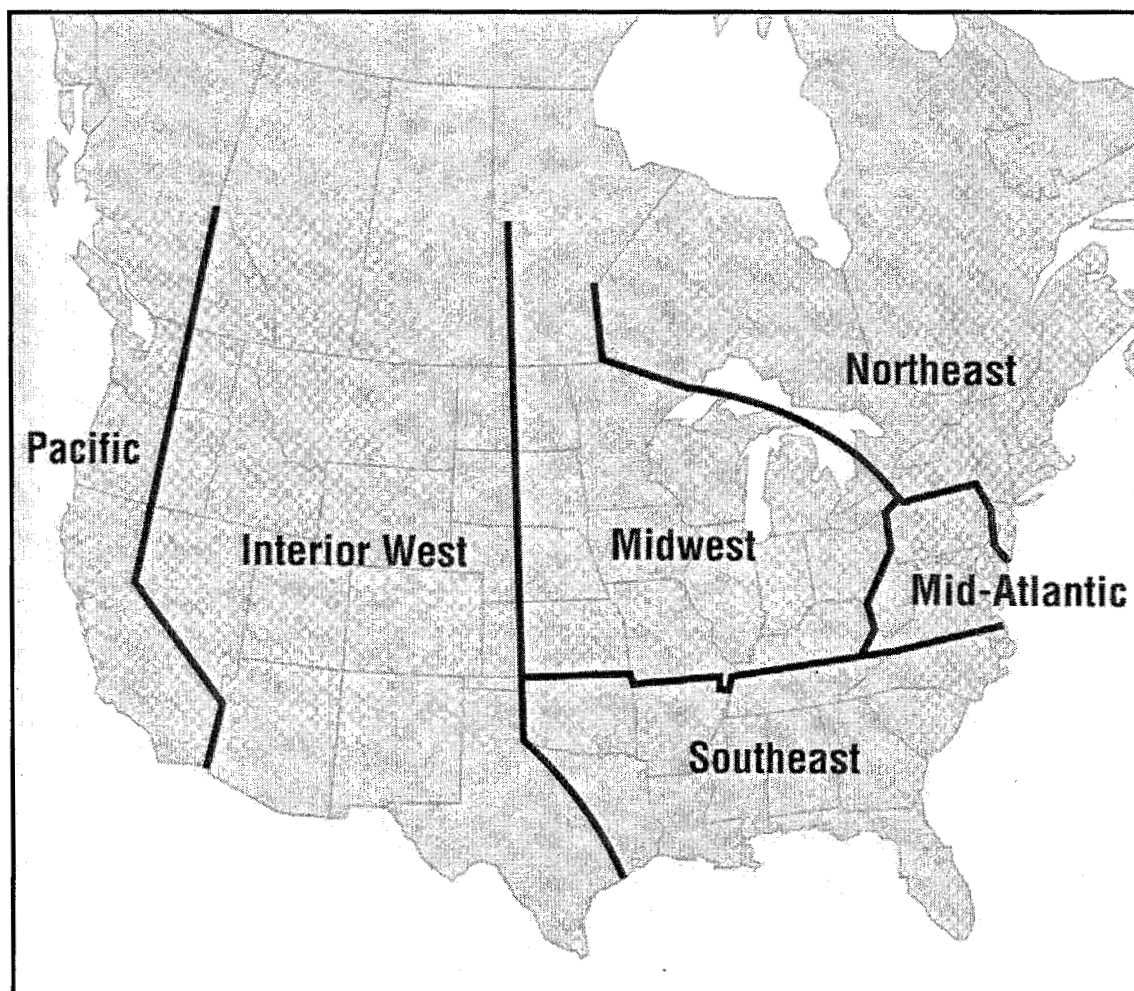 Northeast
Pacific
Interior West
Midwest
Mid-Atlantic
Southeast